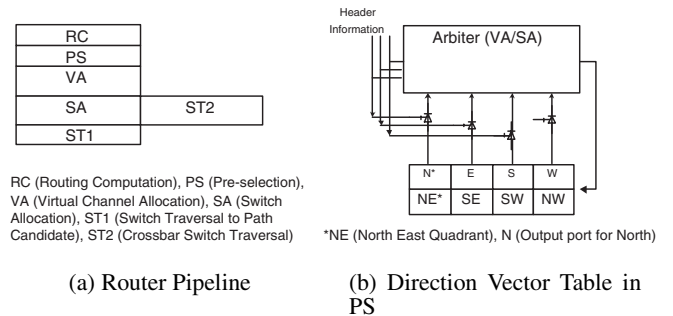 RC
PS
VA
SA
ST2
ST1
RC (Routing Computation), PS (Pre-selection),
VA (Virtual Channel Allocation), SA (Switch
Allocation), ST1 (Switch Traversal to Path
Candidate), ST2 (Crossbar Switch Traversal)
(a) Router Pipeline
Header
Information
Arbiter (VA/SA)
N* E S W
NE* SE SW NW
*NE (North East Quadrant), N (Output port for North)
(b) Direction Vector Table in
PS